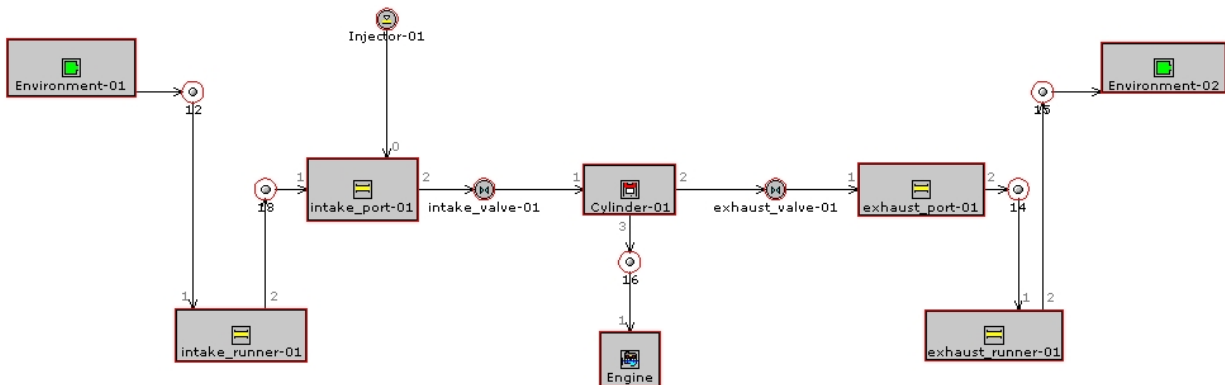 Injector-01
Environment-01
Environment-02
12
15
0
1
intake_port-01
2
intake_valve-01
1
Cylinder-01
2
exhaust_valve-01
1
exhaust_port-01
2
18
14
3
16
1
2
1
2
1
intake_runner-01
exhaust_runner-01
Engine